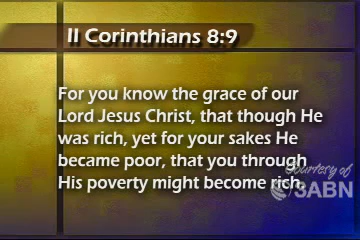 II Corinthians 8:9
For you know the grace of our
Lord Jesus Christ, that though He
was rich, yet for your sakes He
became poor, that you through
His poverty might become rich.
Courtesy of
3ABN